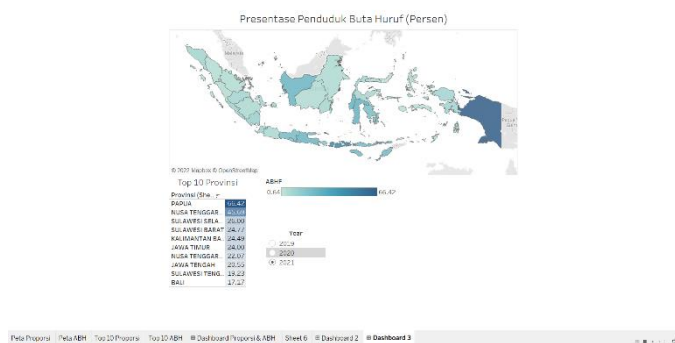 Presentase Penduduk Buta Huruf (Persen)
© 2023 Mapbox © OpenStreetMap
Top 10 Provinsi
Provinsi (She..
PAPUA 66.42
NUSA TENGGAR..
SULAWESI SELA.. 26.00
SULAWESI BARAT 24.77
KALIMANTAN BA.. 24.49
JAWA TIMUR 24.00
NUSA TENGGAR.. 22.07
JAWA TENGAH 20.55
SULAWESI TENG.. 19.23
BALI 17.17
ABHF
0.64 66.42
Year
2019
2020
2021
Peta Proporsi Peta ABH Top 10 Proporsi Top 10 ABH Dashboard Proporsi & ABH Sheet 6 Dashboard 2 Dashboard 3